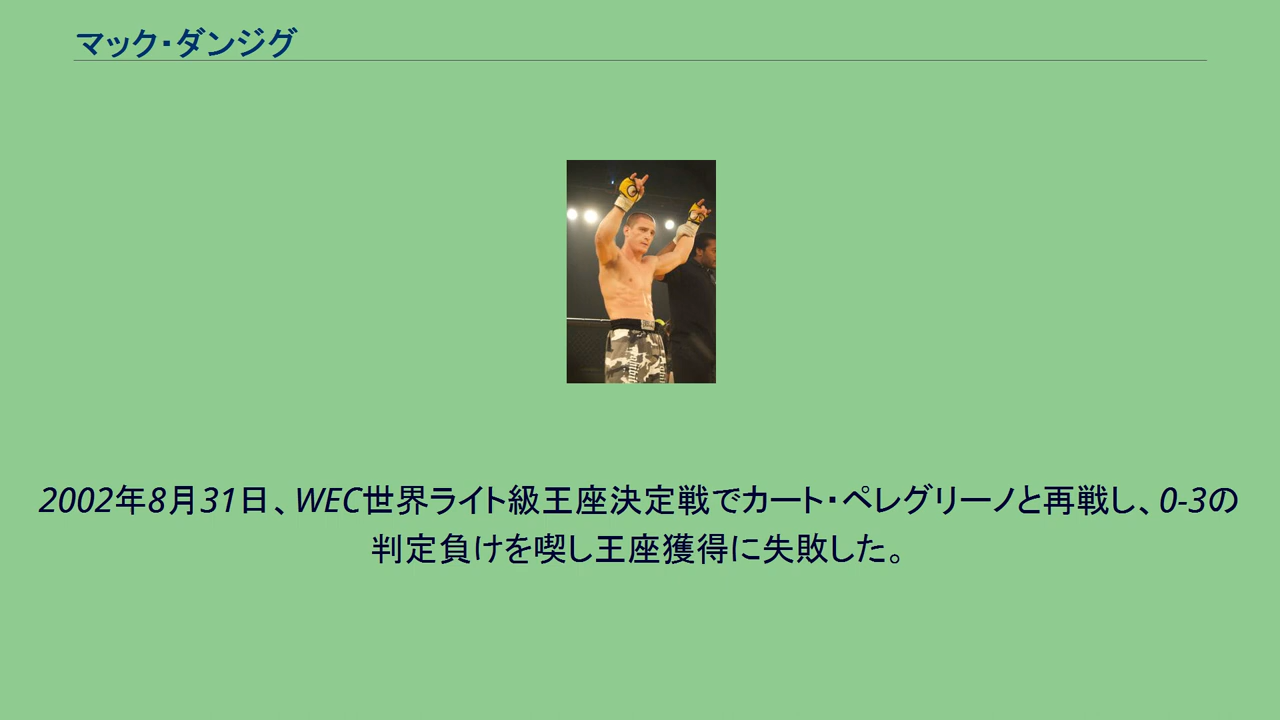 マック・ダンジグ
2002年8月31日、WEC世界ライト級王座決定戦でカート・ペレグリーノと再戦し、0-3の
判定負けを喫し王座獲得に失敗した。